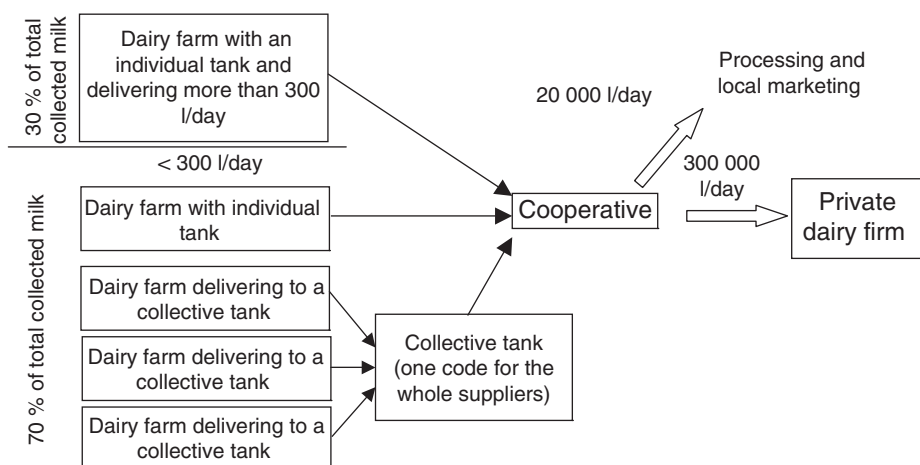 30 % of total
collected milk
Dairy farm with an
individual tank and
delivering more than 300
l/day
< 300 l/day
70 % of total collected milk
Dairy farm with individual
tank
Dairy farm delivering to a
collective tank
Dairy farm delivering to a
collective tank
Dairy farm delivering to a
collective tank
Collective tank
(one code for the
whole suppliers)
Cooperative
20 000 l/day
Processing and
local marketing
300 000
l/day
Private
dairy firm